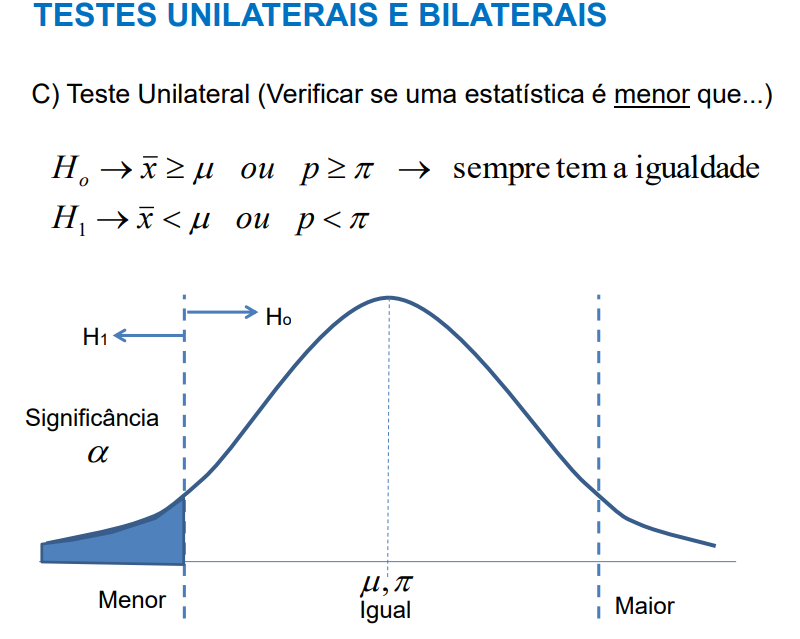 TESTES UNILATERAIS E BILATERAIS
C) Teste Unilateral (Verificar se uma estatística é menor que...)
Hₒ → x̄ ≥ μ ou p ≥ π → sempre tem a igualdade
H₁ → x̄ < μ ou p < π
Hₒ
H₁
Significância
α
μ, π
Menor
Igual
Maior